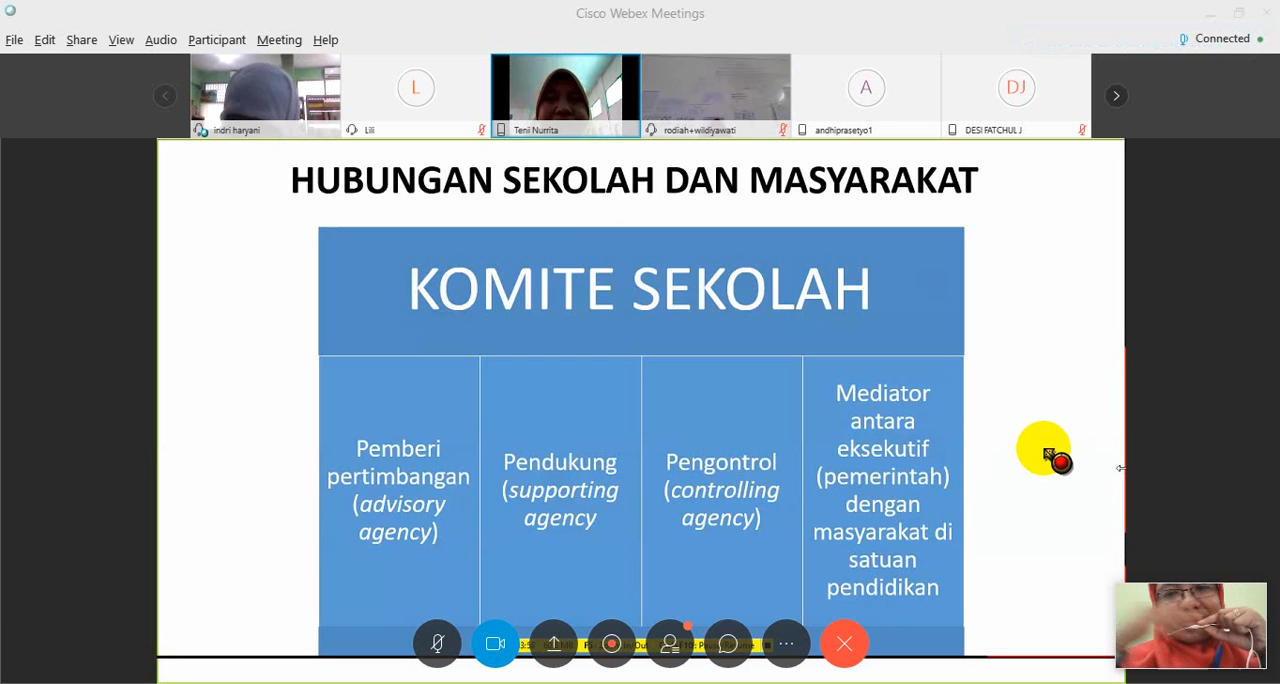 Cisco Webex Meetings
File Edit Share View Audio Participant Meeting Help
Connected
L
A
DJ
indri haryani
Lili
Tenii Nurrita
rodiah+wildiyawati
andhiprasetyo1
DESI FATCHUL J
HUBUNGAN SEKOLAH DAN MASYARAKAT
KOMITE SEKOLAH
Pemberi
pertimbangan
(advisory
agency)
Pendukung
(supporting
agency
Pengontrol
(controlling
agency)
Mediator
antara
eksekutif
(pemerintah)
dengan
masyarakat di
satuan
pendidikan